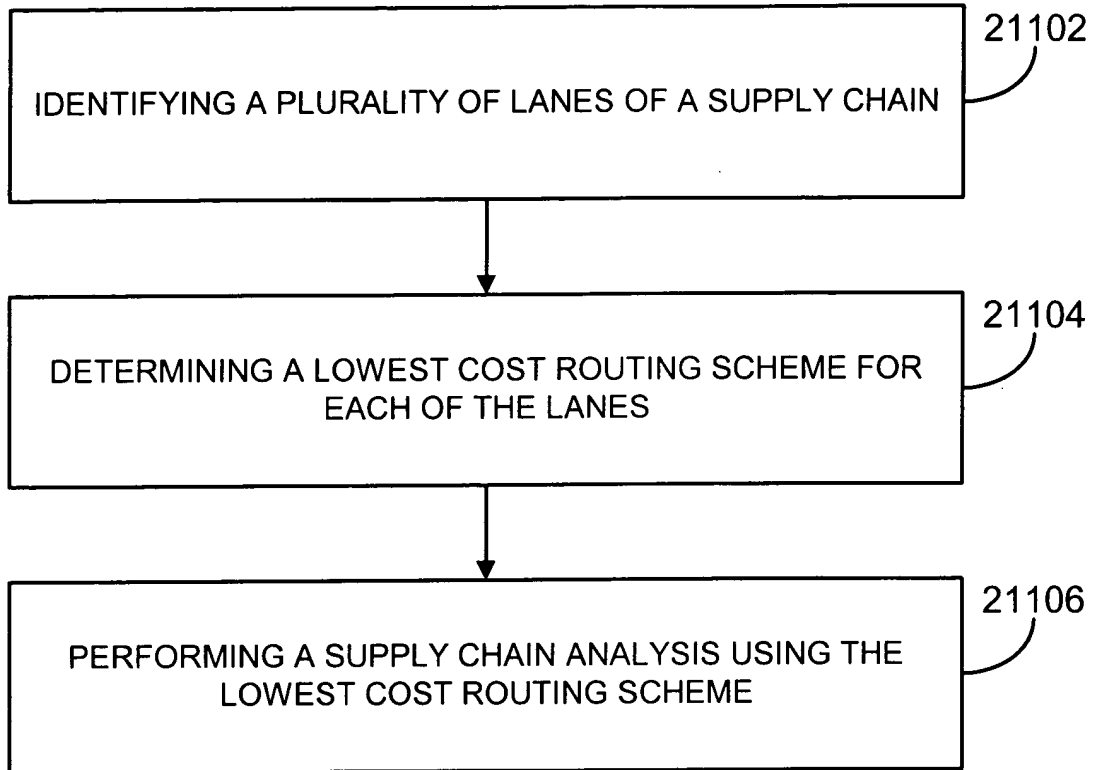 21102
IDENTIFYING A PLURALITY OF LANES OF A SUPPLY CHAIN
21104
DETERMINING A LOWEST COST ROUTING SCHEME FOR
EACH OF THE LANES
21106
PERFORMING A SUPPLY CHAIN ANALYSIS USING THE
LOWEST COST ROUTING SCHEME